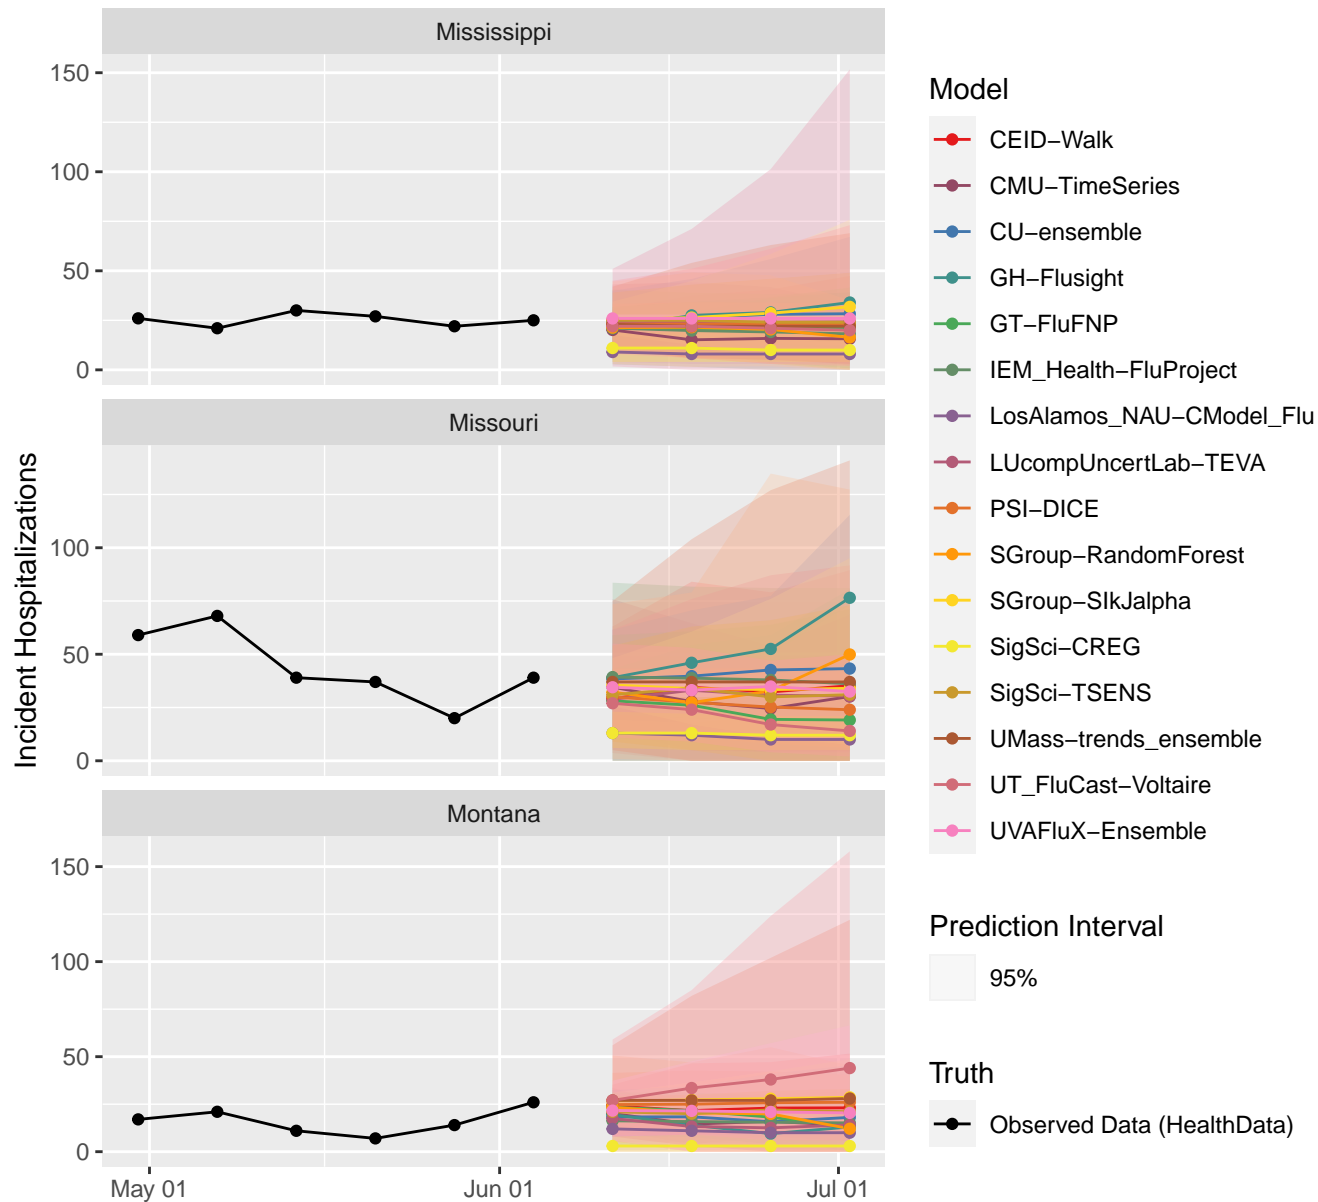 Mississippi
150
100
50
0
Missouri
100
50
0
Montana
150
100
50
0
May 01
Jun 01
Jul 01
Incident Hospitalizations
Model
CEID−Walk
CMU−TimeSeries
CU−ensemble
GH−Flusight
GT−FluFNP
IEM_Health−FluProject
LosAlamos_NAU−CModel_Flu
LUcompUncertLab−TEVA
PSI−DICE
SGroup−RandomForest
SGroup−SIkJalpha
SigSci−CREG
SigSci−TSENS
UMass−trends_ensemble
UT_FluCast−Voltaire
UVAFluX−Ensemble
Prediction Interval
95%
Truth
Observed Data (HealthData)